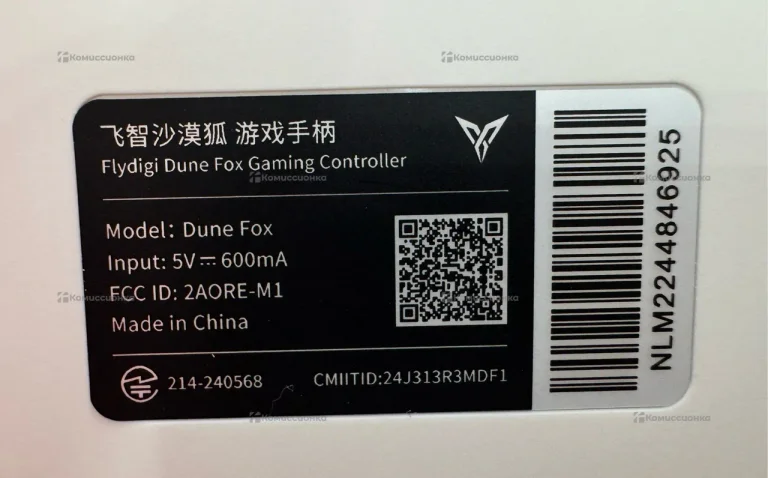 飞智沙漠狐 游戏手柄
Flydigi Dune Fox Gaming Controller
Model: Dune Fox
Input: 5V⎓600mA
FCC ID: 2AORE-M1
Made in China
214-240568
CMIITID:24J313R3MDF1
NLM2244846925
Комиссионка
Комиссионка
Комиссионка
Комиссионка
Комиссионка
Комиссионка
Комиссионка
Комиссионка